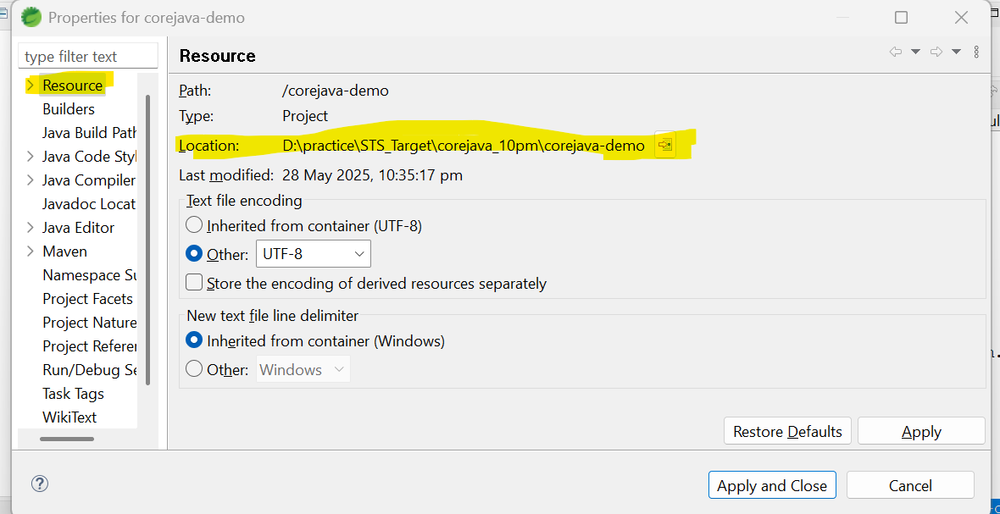 Properties for corejava-demo
type filter text
Resource
Builders
Java Build Path
Java Code Styl
Java Compiler
Javadoc Locat
Java Editor
Maven
Namespace Su
Project Facets
Project Nature
Project Referen
Run/Debug Se
Task Tags
WikiText
Resource
Path: /corejava-demo
Type: Project
Location: D:\practice\STS_Target\corejava_10pm\corejava-demo
Last modified: 28 May 2025, 10:35:17 pm
Text file encoding
Inherited from container (UTF-8)
Other: UTF-8
Store the encoding of derived resources separately
New text file line delimiter
Inherited from container (Windows)
Other: Windows
Restore Defaults Apply
Apply and Close Cancel